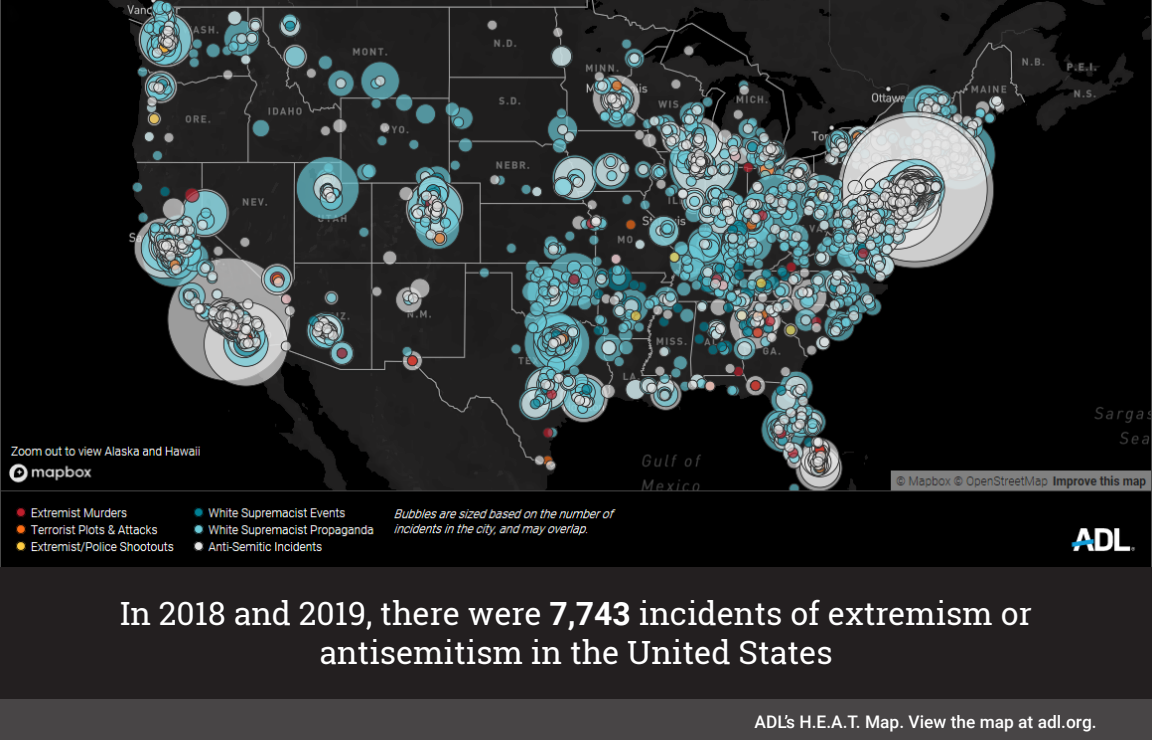 Vanc
ASH.
MONT.
N.D.
MINN.
N.B.
P.E.I.
N.S.
MAINE
Ottawa
IDAHO
S.D.
WIS
MICH.
ORE.
YO.
NEBR.
NEV.
UTAH
MO
N.M.
IZ.
MISS.
GA.
LA
Gulf of
Mexico
Sargas
Sea
Zoom out to view Alaska and Hawaii
mapbox
© Mapbox © OpenStreetMap Improve this map
Extremist Murders
Terrorist Plots & Attacks
Extremist/Police Shootouts
White Supremacist Events
White Supremacist Propaganda
Anti-Semitic Incidents
Bubbles are sized based on the number of
incidents in the city, and may overlap.
ADL
In 2018 and 2019, there were 7,743 incidents of extremism or
antisemitism in the United States
ADL's H.E.A.T. Map. View the map at adl.org.